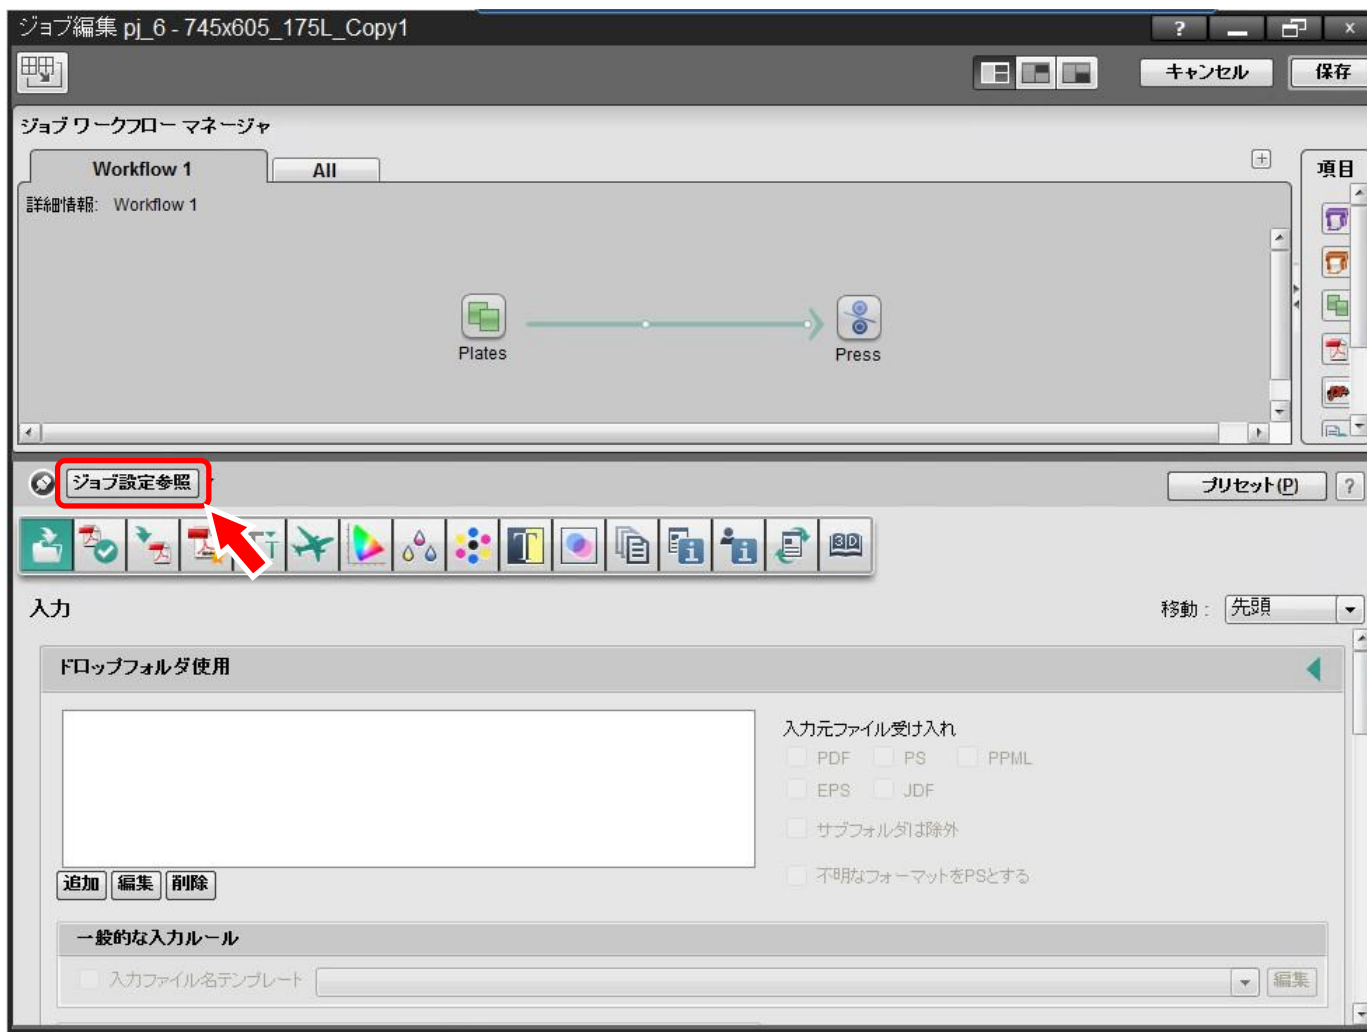 ジョブ編集 pj_6 - 745x605_175L_Copy1
? x
キャンセル 保存
ジョブ ワークフロー マネージャ
Workflow 1 All
項目
詳細情報: Workflow 1
Plates Press
ジョブ設定参照
プリセット(P) ?
3D
入力
移動 : 先頭
ドロップフォルダ使用
入力元ファイル受け入れ
PDF PS PPML
EPS JDF
サブフォルダは除外
不明なフォーマットをPSとする
追加 編集 削除
一般的な入力ルール
入力ファイル名テンプレート 編集